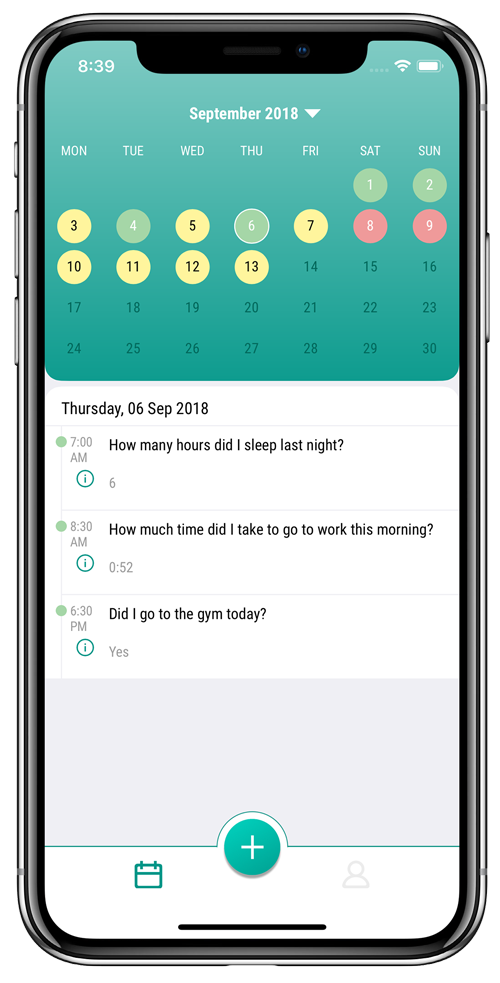 8:39
September 2018
MON TUE WED THU FRI SAT SUN
1 2
3 4 5 6 7 8 9
10 11 12 13 14 15 16
17 18 19 20 21 22 23
24 25 26 27 28 29 30
Thursday, 06 Sep 2018
7:00 How many hours did I sleep last night?
AM
6
8:30 How much time did I take to go to work this morning?
AM
0:52
6:30 Did I go to the gym today?
PM
Yes